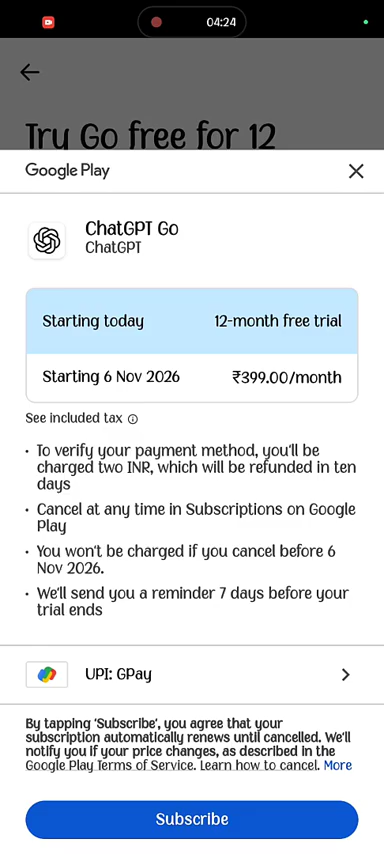 04:24
Try Go free for 12
Google Play
ChatGPT Go
ChatGPT
Starting today 12-month free trial
Starting 6 Nov 2026 ₹399.00/month
See included tax
• To verify your payment method, you'll be
charged two INR, which will be refunded in ten
days
• Cancel at any time in Subscriptions on Google
Play
• You won't be charged if you cancel before 6
Nov 2026.
• We'll send you a reminder 7 days before your
trial ends
UPI: GPay
By tapping 'Subscribe', you agree that your
subscription automatically renews until cancelled. We'll
notify you if your price changes, as described in the
Google Play Terms of Service. Learn how to cancel. More
Subscribe